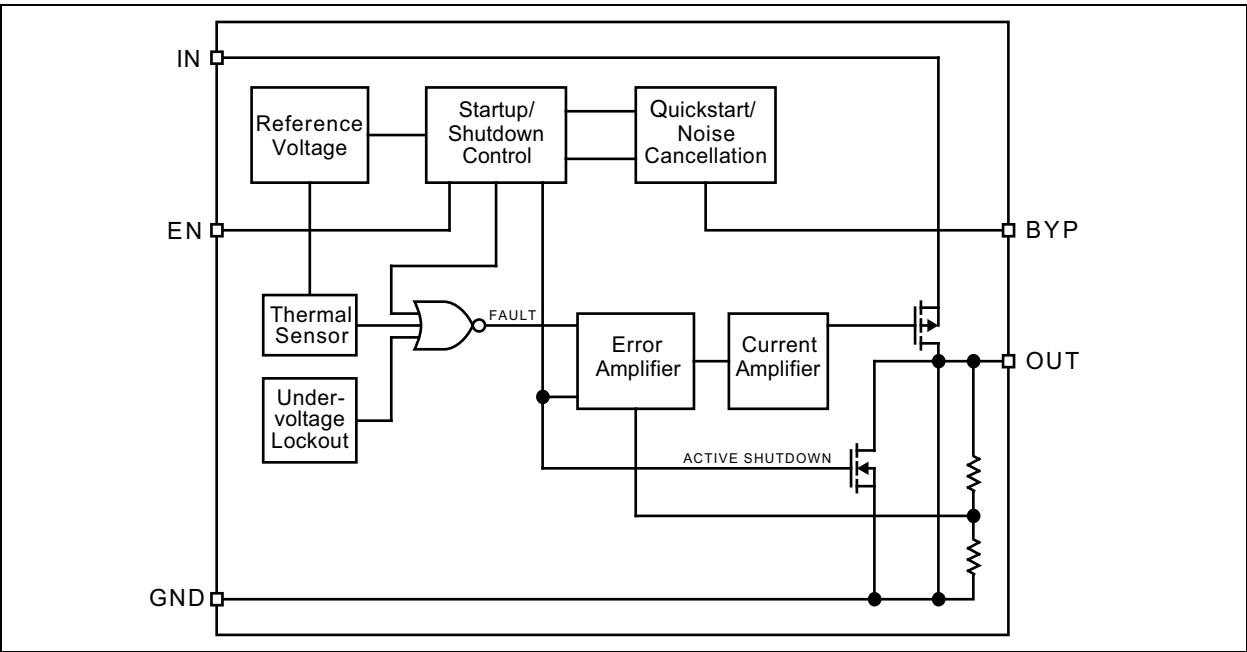 IN
Reference
Voltage
Startup/
Shutdown
Control
Quickstart/
Noise
Cancellation
EN
BYP
Thermal
Sensor
FAULT
Error
Amplifier
Current
Amplifier
OUT
Under-
voltage
Lockout
ACTIVE SHUTDOWN
GND